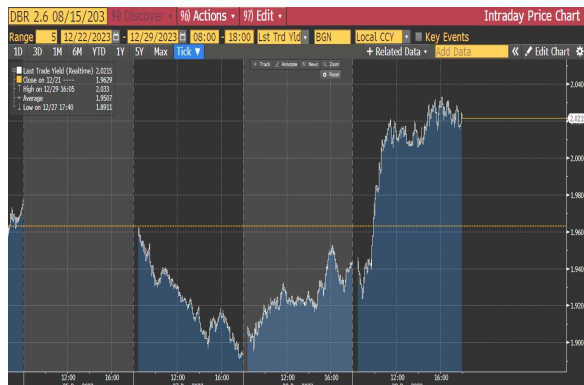 DBR 2.6 08/15/203 94) Discover 96) Actions 97) Edit Intraday Price Chart
Range 5 12/22/2023 - 12/29/2023 08:00 - 18:00 Lst Trd Yld BGN Local CCY Key Events
1D 3D 1M 6M YTD 1Y 5Y Max Tick + Related Data Add Data « Edit Chart
Track Annotate News Zoom
Reset
Last Trade Yield (Realtime) 2.0215
Close on 12/21 ---- 1.9629
High on 12/29 16:05 2.033
Average 1.9507
Low on 12/27 17:40 1.8911
2.040
2.000
1.980
1.960
1.940
1.920
1.900
12:00 16:00 12:00 16:00 12:00 16:00 12:00 16:00